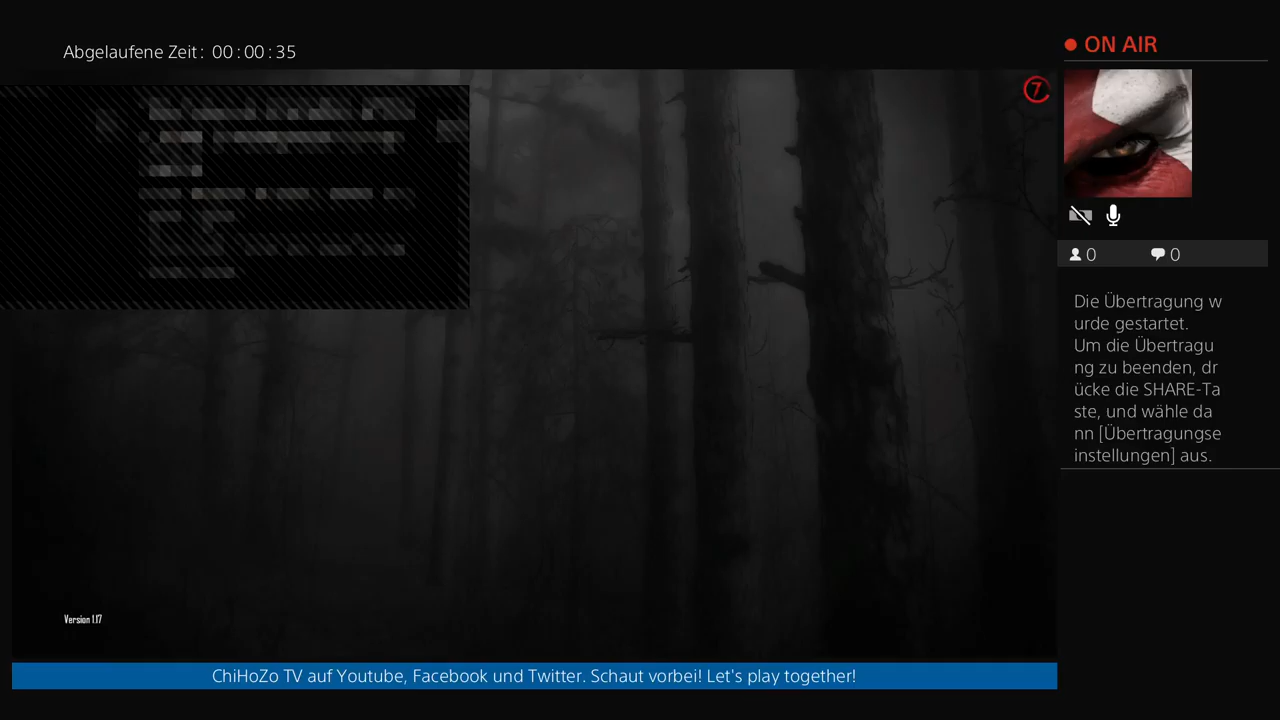 Abgelaufene Zeit: 00:00:35
ON AIR
7
0 0
Die Übertragung w
urde gestartet.
Um die Übertragu
ng zu beenden, dr
ücke die SHARE-Ta
ste, und wähle da
nn [Übertragungse
instellungen] aus.
Version 1.17
ChiHoZo TV auf Youtube, Facebook und Twitter. Schaut vorbei! Let's play together!